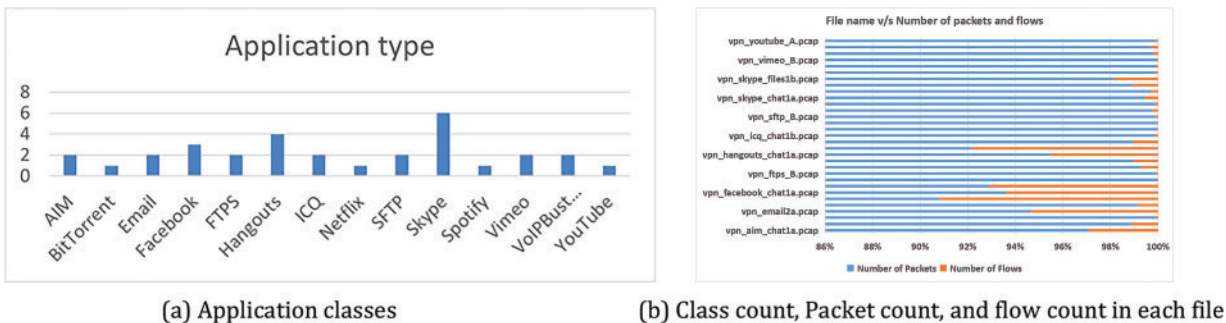 Application type
8
6
4
2
0
AIM
BitTorrent
Email
Facebook
FTPS
Hangouts
ICQ
Netflix
SFTP
Skype
Spotify
Vimeo
VoIPBust...
YouTube
(a) Application classes
File name v/s Number of packets and flows
vpn_youtube_A.pcap
vpn_vimeo_B.pcap
vpn_skype_files1b.pcap
vpn_skype_chat1a.pcap
vpn_sftp_B.pcap
vpn_icq_chat1b.pcap
vpn_hangouts_chat1a.pcap
vpn_ftps_B.pcap
vpn_facebook_chat1a.pcap
vpn_email2a.pcap
vpn_aim_chat1a.pcap
86% 88% 90% 92% 94% 96% 98% 100%
Number of Packets Number of Flows
(b) Class count, Packet count, and flow count in each file